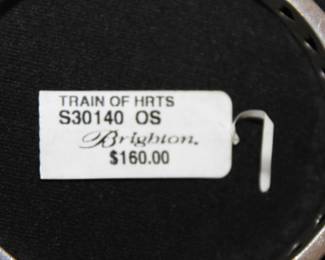 TRAIN OF HRTS
S30140 OS
Brighton.
$160.00